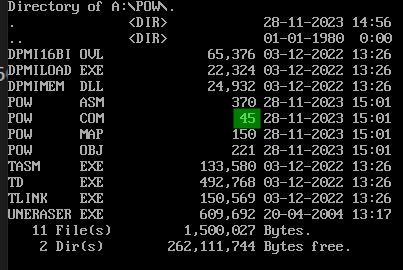 Directory of A:\POW\.
. <DIR> 28-11-2023 14:56
.. <DIR> 01-01-1980 0:00
DPMI16BI OVL 65,376 03-12-2022 13:26
DPMILOAD EXE 22,324 03-12-2022 13:26
DPMIMEM DLL 24,932 03-12-2022 13:26
POW ASM 370 28-11-2023 15:01
POW COM 45 28-11-2023 15:01
POW MAP 150 28-11-2023 15:01
POW OBJ 221 28-11-2023 15:01
TASM EXE 133,580 03-12-2022 13:26
TD EXE 492,768 03-12-2022 13:26
TLINK EXE 150,569 03-12-2022 13:26
UNERASER EXE 609,692 20-04-2004 13:17
11 File(s) 1,500,027 Bytes.
2 Dir(s) 262,111,744 Bytes free.